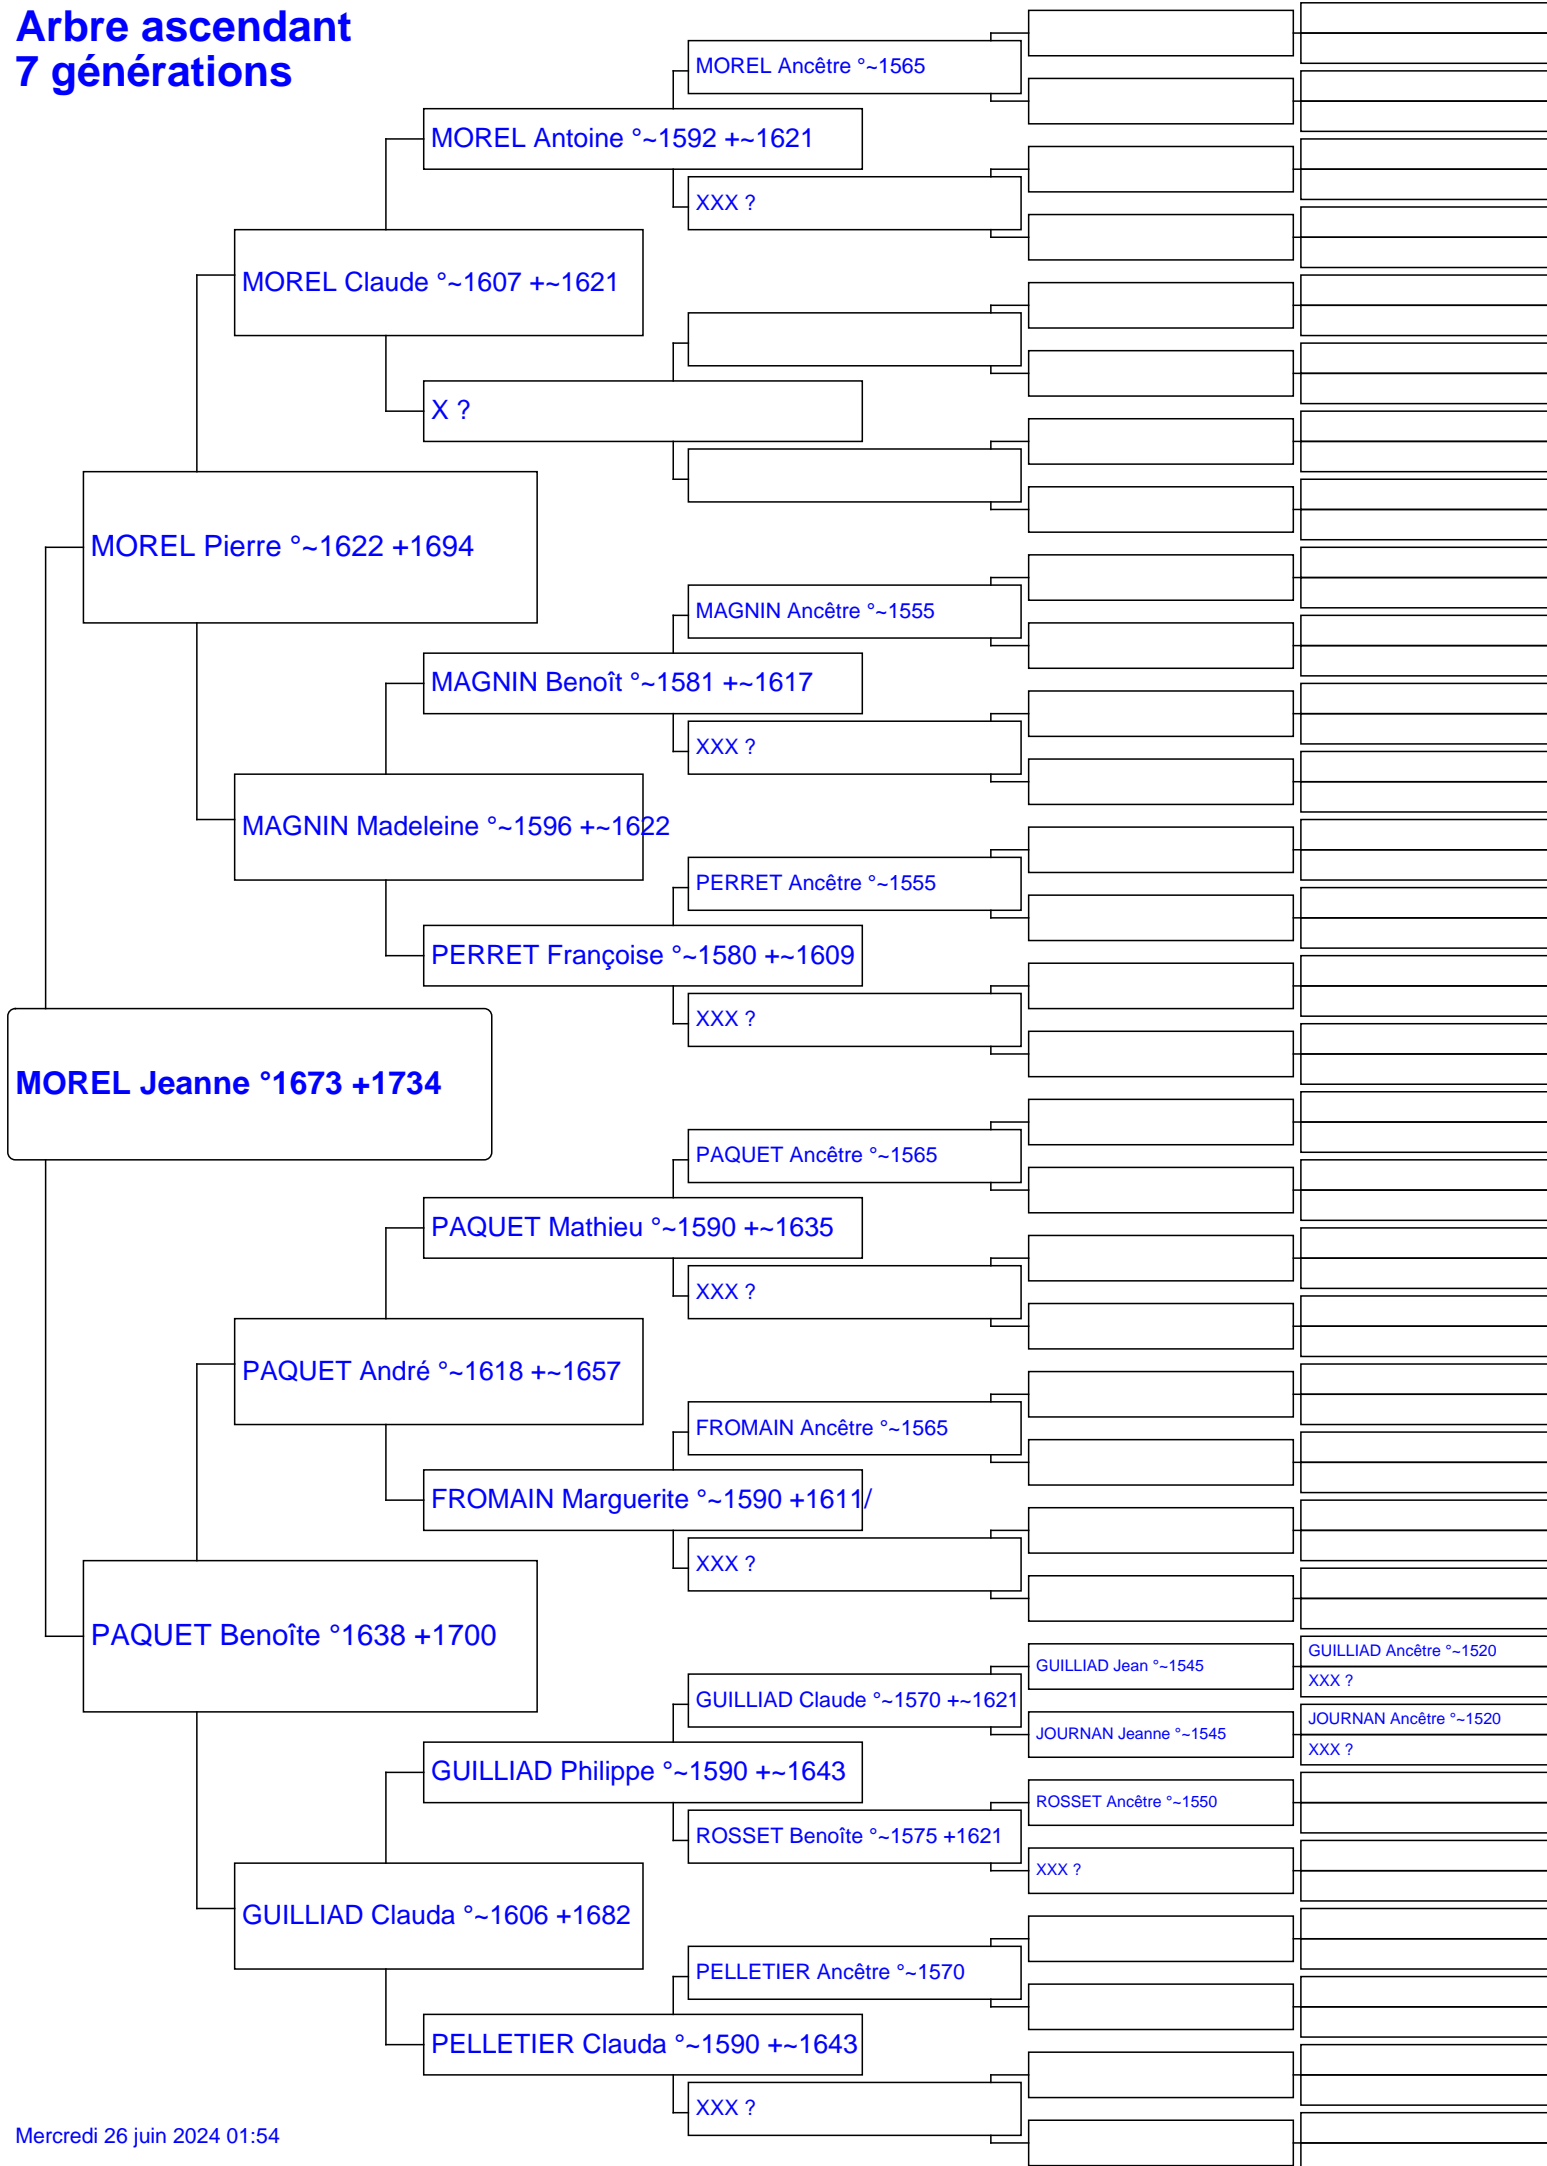 Arbre ascendant
7 générations
MOREL Ancêtre °~1565
MOREL Antoine °~1592 +~1621
XXX ?
MOREL Claude °~1607 +~1621
X ?
MOREL Pierre °~1622 +1694
MAGNIN Ancêtre °~1555
MAGNIN Benoît °~1581 +~1617
XXX ?
MAGNIN Madeleine °~1596 +~1622
PERRET Ancêtre °~1555
PERRET Françoise °~1580 +~1609
XXX ?
MOREL Jeanne °1673 +1734
PAQUET Ancêtre °~1565
PAQUET Mathieu °~1590 +~1635
XXX ?
PAQUET André °~1618 +~1657
FROMAIN Ancêtre °~1565
FROMAIN Marguerite °~1590 +1611/
XXX ?
PAQUET Benoîte °1638 +1700
GUILLIAD Ancêtre °~1520
GUILLIAD Jean °~1545
XXX ?
GUILLIAD Claude °~1570 +~1621
JOURNAN Ancêtre °~1520
JOURNAN Jeanne °~1545
XXX ?
GUILLIAD Philippe °~1590 +~1643
ROSSET Ancêtre °~1550
ROSSET Benoîte °~1575 +1621
XXX ?
GUILLIAD Clauda °~1606 +1682
PELLETIER Ancêtre °~1570
PELLETIER Clauda °~1590 +~1643
XXX ?
Mercredi 26 juin 2024 01:54